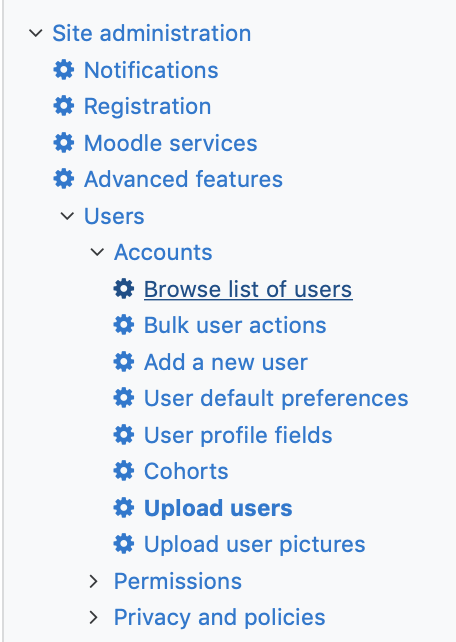 Site administration
Notifications
Registration
Moodle services
Advanced features
Users
Accounts
Browse list of users
Bulk user actions
Add a new user
User default preferences
User profile fields
Cohorts
Upload users
Upload user pictures
Permissions
Privacy and policies